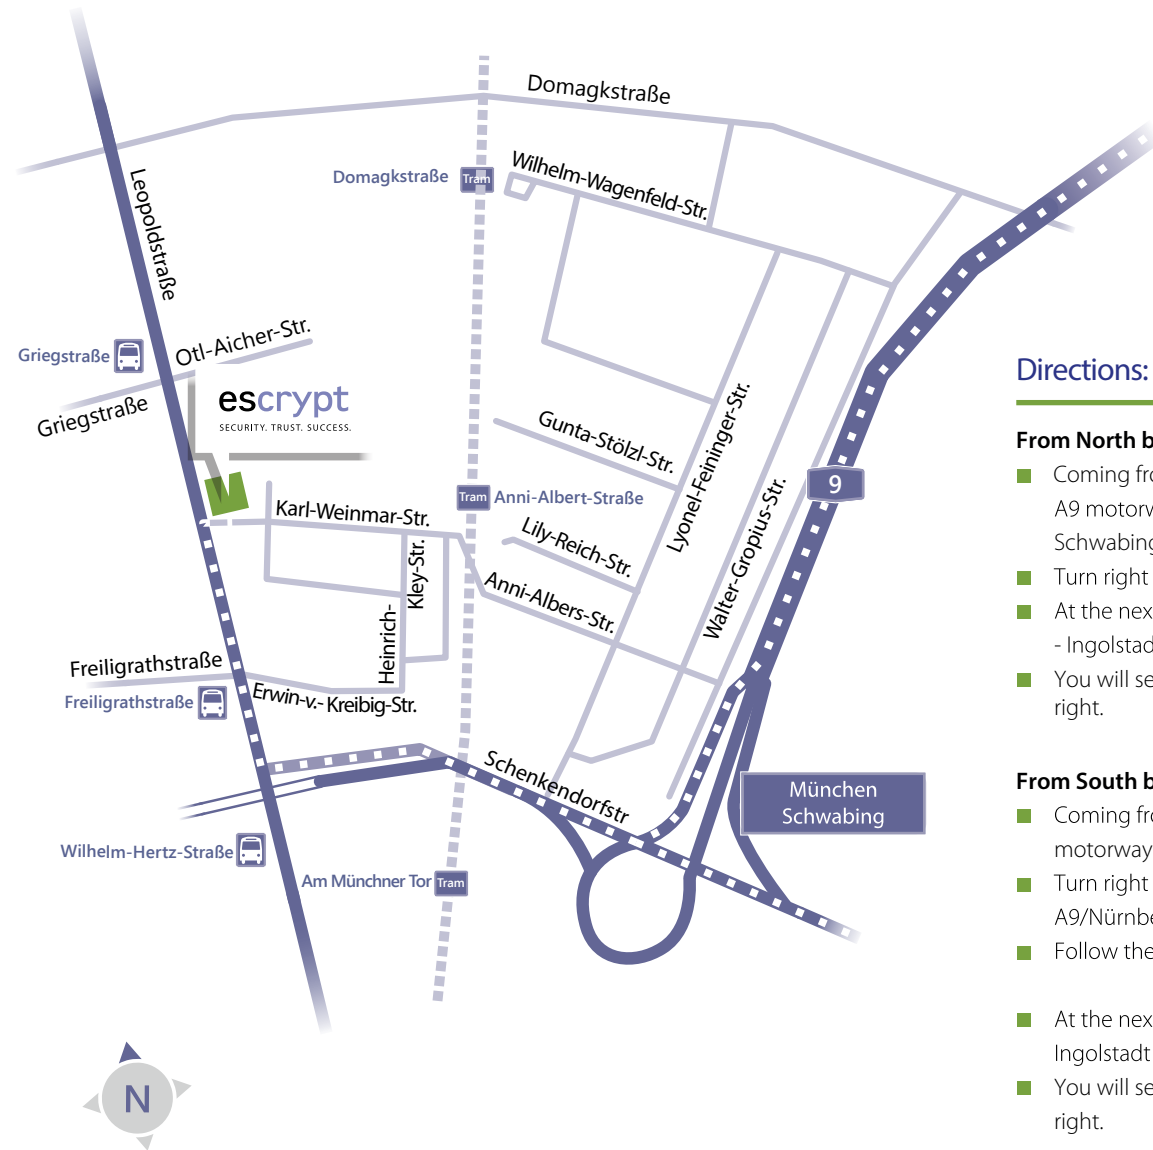 Domagkstraße
Domagkstraße
Tram
Wilhelm-Wagenfeld-Str.
Leopoldstraße
Griegstraße
Otl-Aicher-Str.
Griegstraße
escrypt
SECURITY. TRUST. SUCCESS.
Directions:
From North b
Coming fro
A9 motorw
Schwabing
Turn right
At the nex
- Ingolstad
You will se
right.
Gunta-Stölzl-Str.
Lyonel-Feininger-Str.
9
Tram
Anni-Albert-Straße
Karl-Weinmar-Str.
Lily-Reich-Str.
Walter-Gropius-Str.
Heinrich-
Kley-Str.
Anni-Albers-Str.
Freiligrathstraße
Freiligrathstraße
Erwin-v.- Kreibig-Str.
Schenkendorfstr
München
Schwabing
Wilhelm-Hertz-Straße
Am Münchner Tor
Tram
From South b
Coming fro
motorway
Turn right
A9/Nürnbe
Follow the
At the nex
Ingolstadt
You will se
right.
N